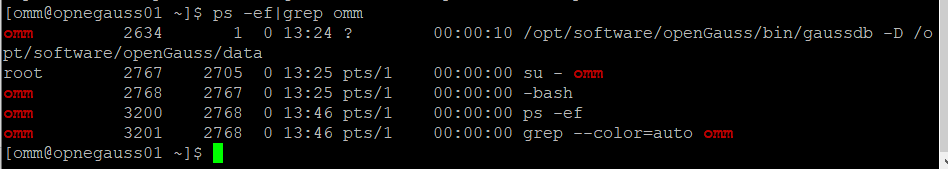 [omm@opnegauss01 ~]$ ps -ef|grep omm
omm 2634 1 0 13:24 ? 00:00:10 /opt/software/openGauss/bin/gaussdb -D /o
pt/software/openGauss/data
root 2767 2705 0 13:25 pts/1 00:00:00 su - omm
omm 2768 2767 0 13:25 pts/1 00:00:00 -bash
omm 3200 2768 0 13:46 pts/1 00:00:00 ps -ef
omm 3201 2768 0 13:46 pts/1 00:00:00 grep --color=auto omm
[omm@opnegauss01 ~]$